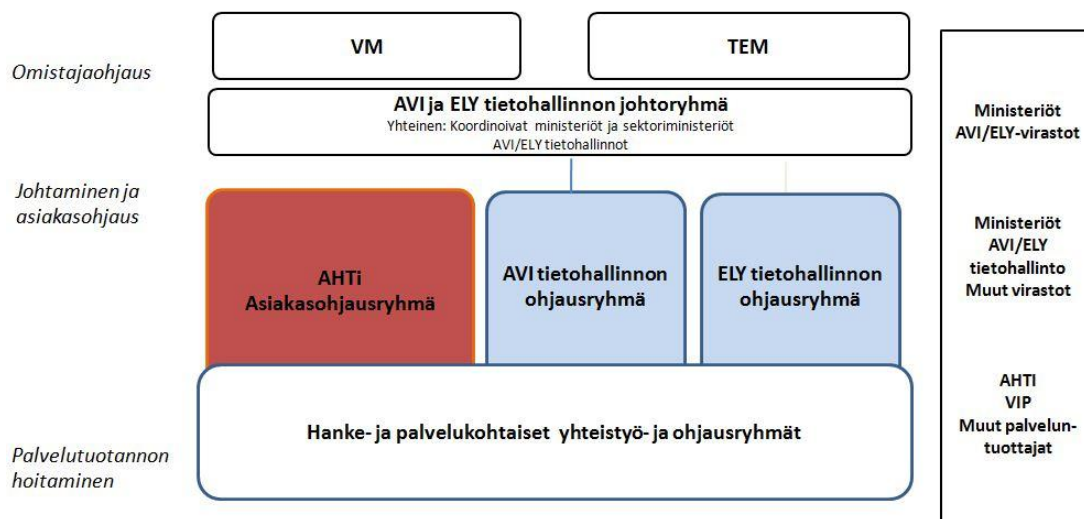 VM
TEM
Omistajaohjaus
AVI ja ELY tietohallinnon johtoryhmä
Yhteinen: Koordinoivat ministeriöt ja sektoriministeriöt
AVI/ELY tietohallinnot
Ministeriöt
AVI/ELY-virastot
Johtaminen ja
asiakasohjaus
AHTi
Asiakasohjausryhmä
AVI tietohallinnon
ohjausryhmä
ELY tietohallinnon
ohjausryhmä
Ministeriöt
AVI/ELY
tietohallinto
Muut virastot
Hanke- ja palvelukohtaiset yhteistyö- ja ohjausryhmät
AHTI
VIP
Muut palvelun-
tuottajat
Palvelutuotannon
hoitaminen